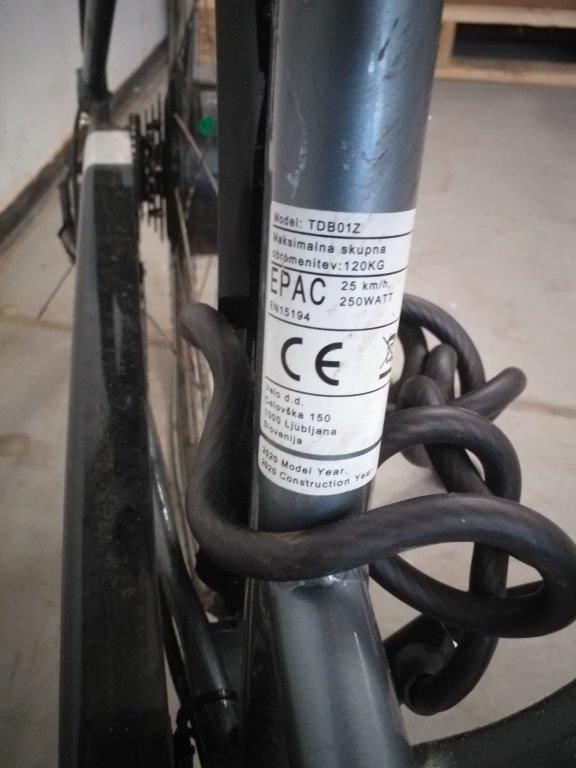 Model: TDB01Z
Maksimalna skupna
obremenitev:120KG
EPAC 25 km/h,
250WATT
EN15194
CE
Velo d.d.
Celovška 150
1000 Ljubljana
Slovenija
2020 Model Year.
2020 Construction Year